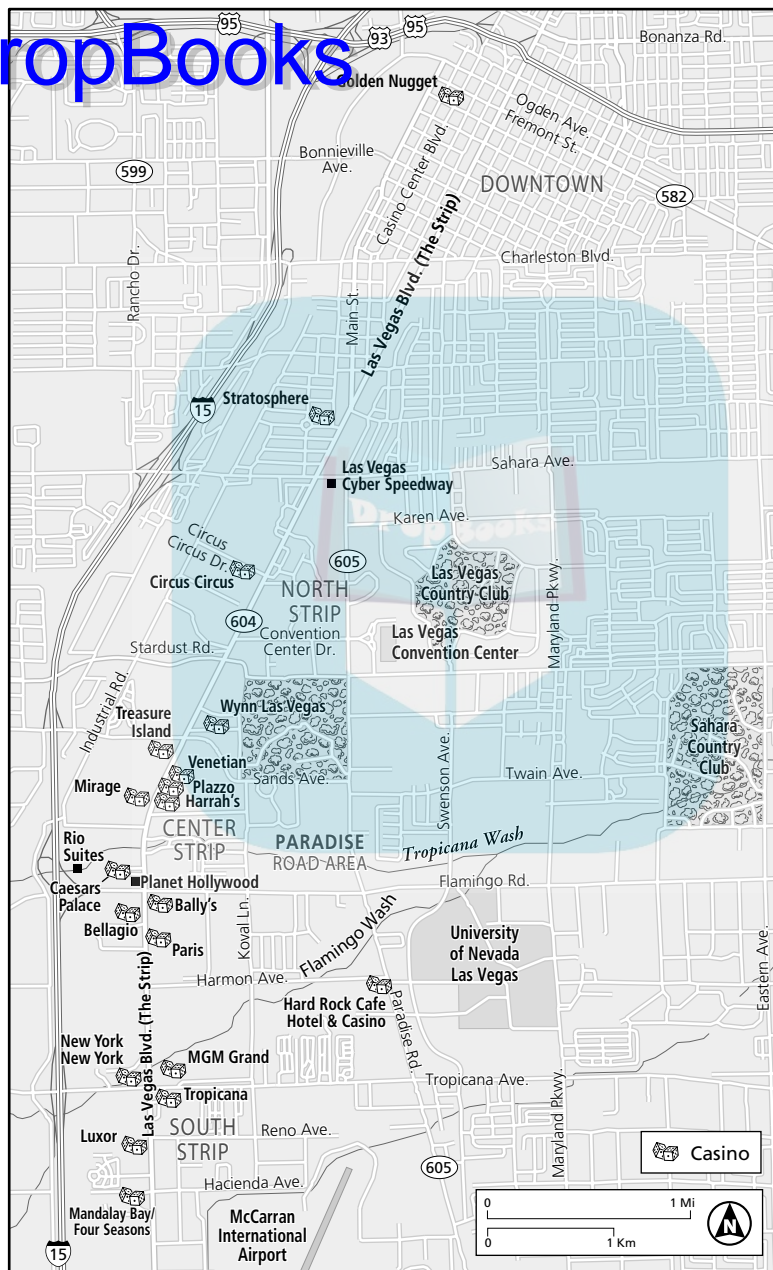 95
93
95
Bonanza Rd.
ropBooks
Golden Nugget
Ogden Ave.
Fremont St.
Bonnieville
Ave.
599
Casino Center Blvd.
DOWNTOWN
582
Las Vegas Blvd. (The Strip)
Charleston Blvd.
Rancho Dr.
Main St.
Stratosphere
15
Las Vegas
Cyber Speedway
Sahara Ave.
DropBooks
Karen Ave.
Circus
Circus Dr.
Circus Circus
605
NORTH
STRIP
Las Vegas
Country Club
Maryland Pkwy.
604
Convention
Center Dr.
Las Vegas
Convention Center
Stardust Rd.
Industrial Rd.
Treasure
Island
Wynn Las Vegas
Sahara
Country
Club
Venetian
Sands Ave.
Twain Ave.
Swenson Ave.
Mirage
Plazzo
Harrah's
CENTER
STRIP
PARADISE
ROAD AREA
Tropicana Wash
Rio
Suites
Caesars
Palace
Planet Hollywood
Flamingo Rd.
Bally's
Bellagio
Paris
Koval Ln.
Flamingo Wash
University
of Nevada
Las Vegas
Eastern Ave.
Harmon Ave.
Hard Rock Cafe
Hotel & Casino
Paradise Rd.
Las Vegas Blvd. (The Strip)
New York
New York
MGM Grand
Tropicana Ave.
Tropicana
Maryland Pkwy.
Luxor
SOUTH
STRIP
Reno Ave.
605
Casino
Hacienda Ave.
Mandalay Bay/
Four Seasons
McCarran
International
Airport
15
0 1 Mi
0 1 Km
N